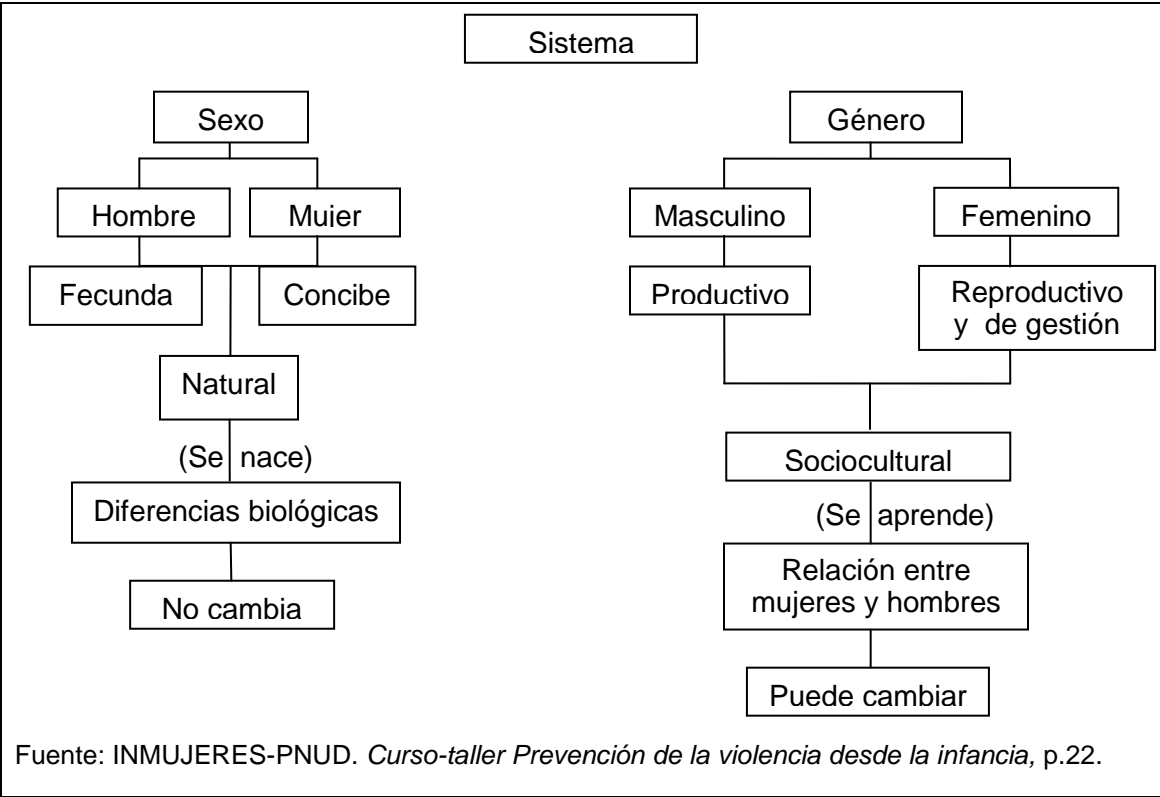 Sistema
Sexo
Hombre
Mujer
Fecunda
Concibe
Natural
(Se nace)
Diferencias biológicas
No cambia
Género
Masculino
Femenino
Productivo
Reproductivo
y de gestión
Sociocultural
(Se aprende)
Relación entre
mujeres y hombres
Puede cambiar
Fuente: INMUJERES-PNUD. Curso-taller Prevención de la violencia desde la infancia, p.22.